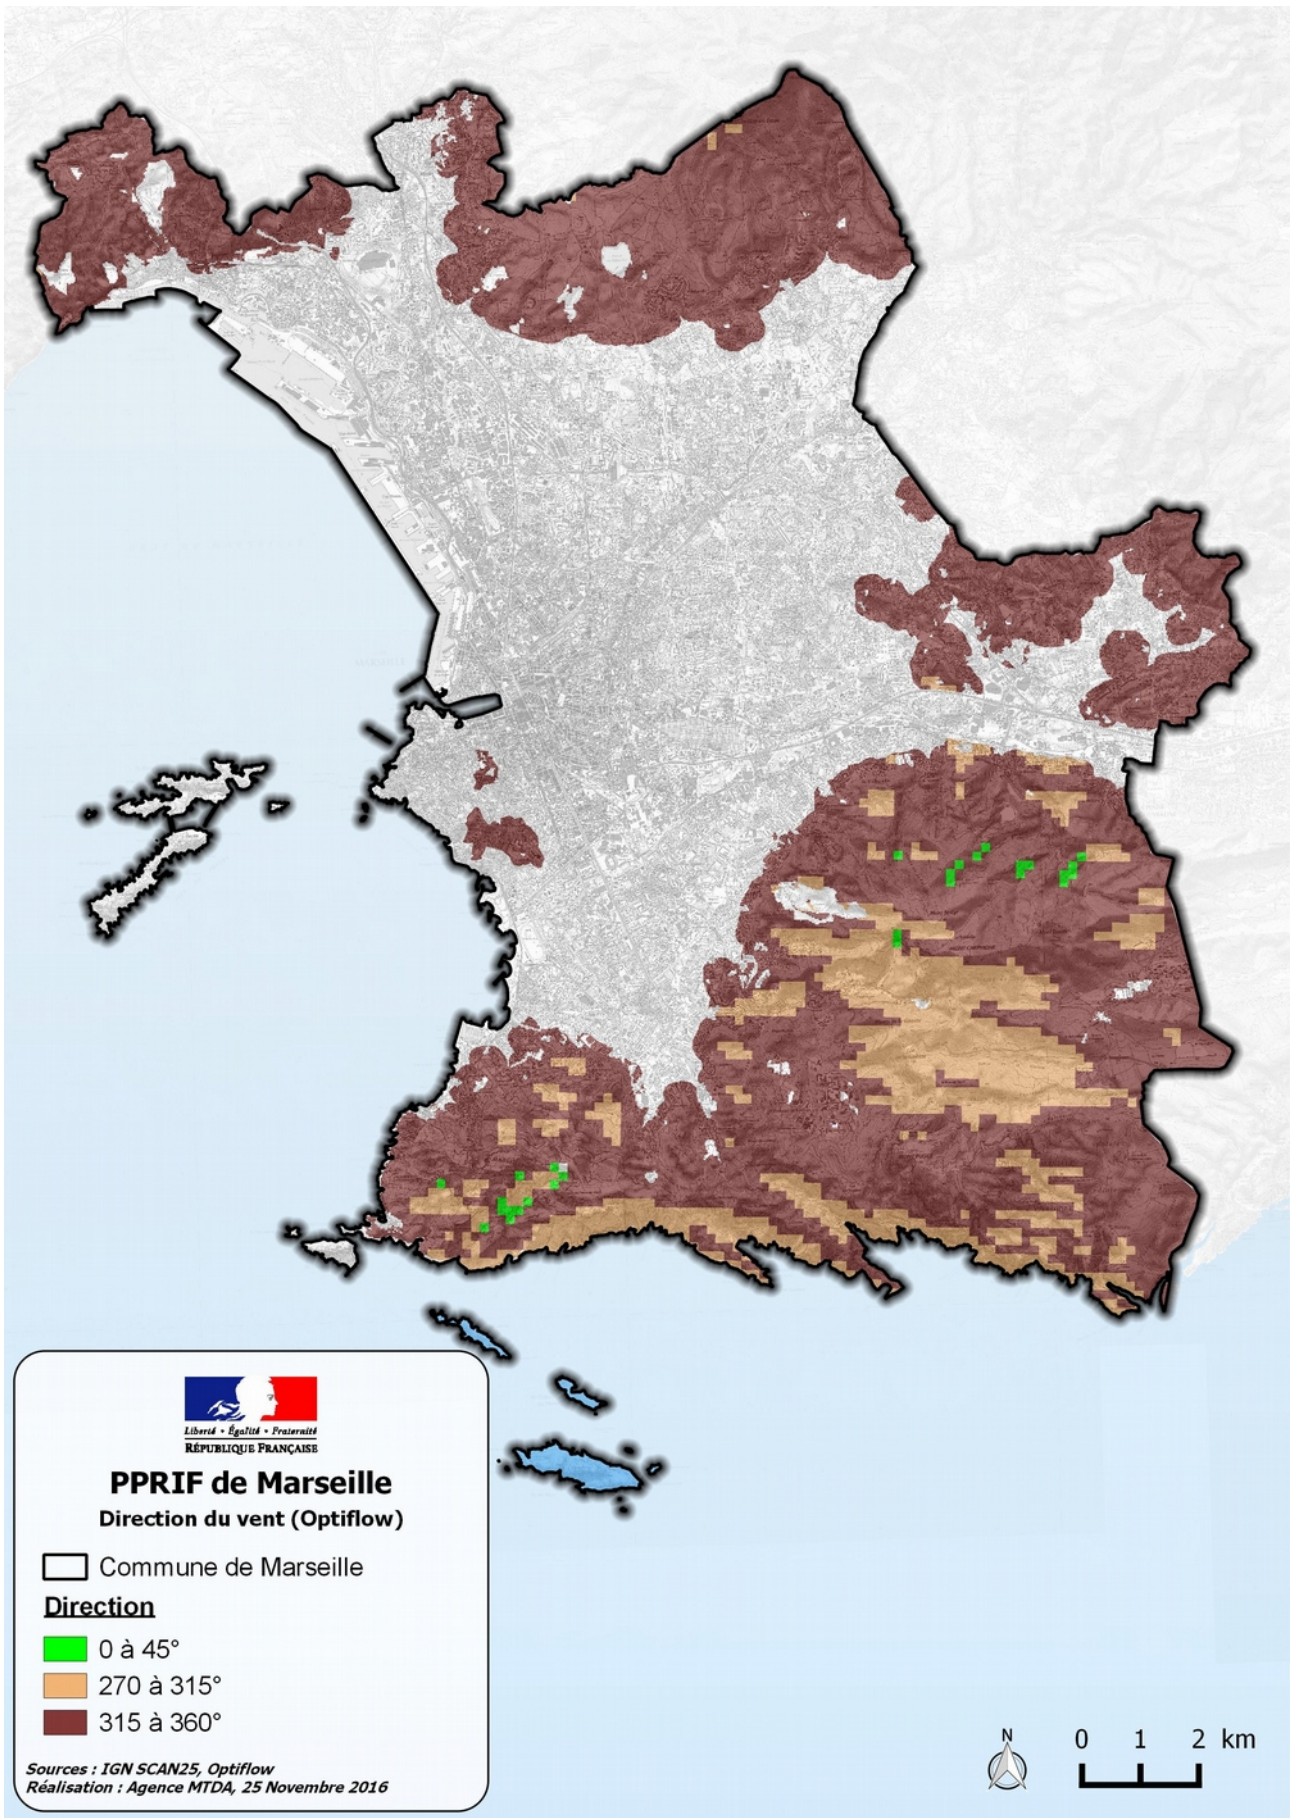 Liberté • Égalité • Fraternité
RÉPUBLIQUE FRANÇAISE
PPRIF de Marseille
Direction du vent (Optiflow)
Commune de Marseille
Direction
0 à 45°
270 à 315°
315 à 360°
Sources : IGN SCAN25, Optiflow
Réalisation : Agence MTDA, 25 Novembre 2016
N
0 1 2 km